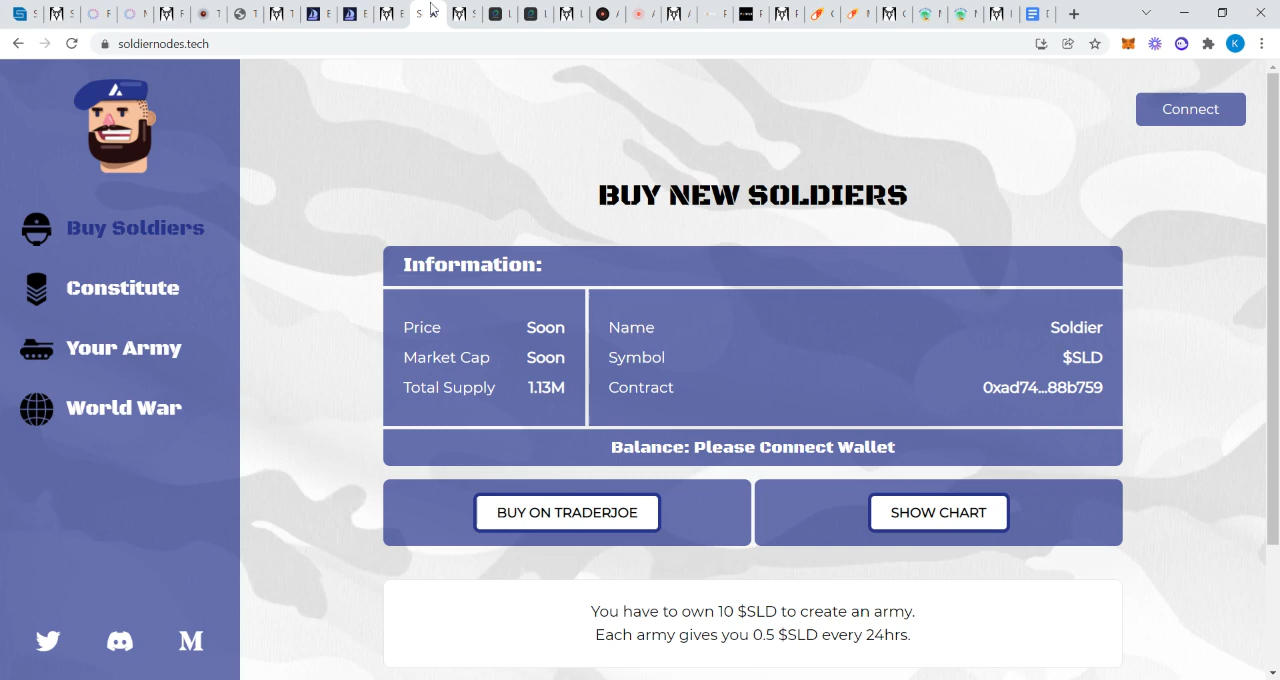 soldiernodes.tech
K
Connect
Buy Soldiers
Constitute
Your Army
World War
BUY NEW SOLDIERS
Information:
Price Soon
Market Cap Soon
Total Supply 1.13M
Name Soldier
Symbol $SLD
Contract 0xad74...88b759
Balance: Please Connect Wallet
BUY ON TRADERJOE
SHOW CHART
You have to own 10 $SLD to create an army.
Each army gives you 0.5 $SLD every 24hrs.